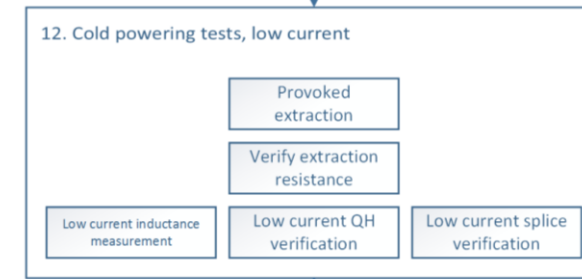 12. Cold powering tests, low current
Provoked
extraction
Verify extraction
resistance
Low current inductance
measurement
Low current QH
verification
Low current splice
verification